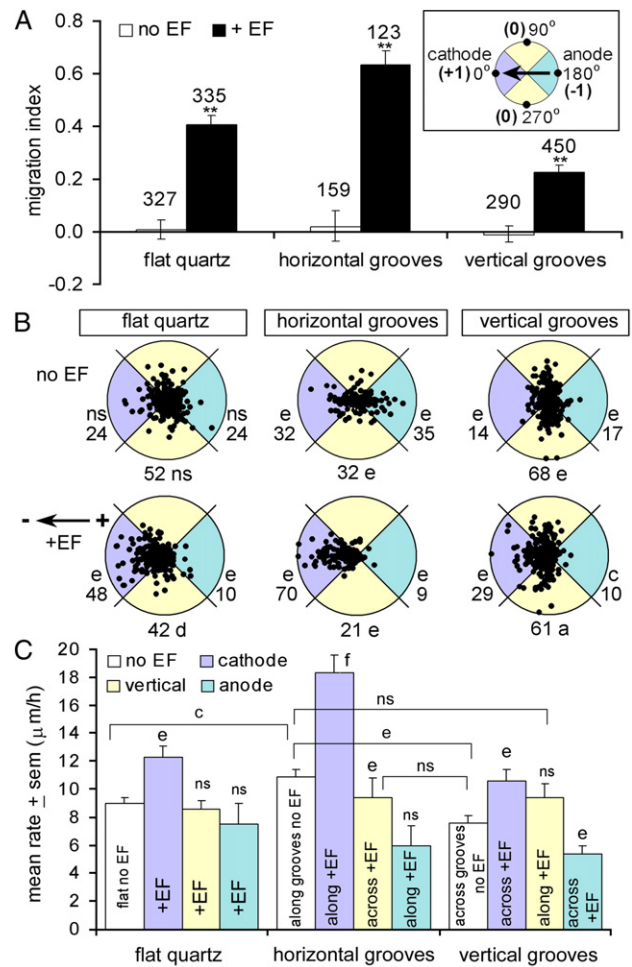 A
no EF
+ EF
migration index
0.8
0.6
0.4
0.2
0.0
-0.2
327
335
**
159
123
**
290
450
**
flat quartz
horizontal grooves
vertical grooves
(0) 90°
cathode
anode
(+1) 0°
180°
(-1)
(0) 270°
B
flat quartz
horizontal grooves
vertical grooves
no EF
ns
24
ns
24
52 ns
e
32
e
35
32 e
e
14
e
17
68 e
- +
+EF
e
48
e
10
42 d
e
70
e
9
21 e
e
29
c
10
61 a
C
mean rate ± sem (μm/h)
20
18
16
14
12
10
8
6
4
2
0
no EF
cathode
vertical
anode
c
ns
e
ns
e
ns
ns
f
e
ns
e
ns
e
flat no EF
+EF
+EF
+EF
along grooves no EF
along +EF
across +EF
along +EF
across grooves
no EF
across +EF
along +EF
across
+EF
flat quartz
horizontal grooves
vertical grooves